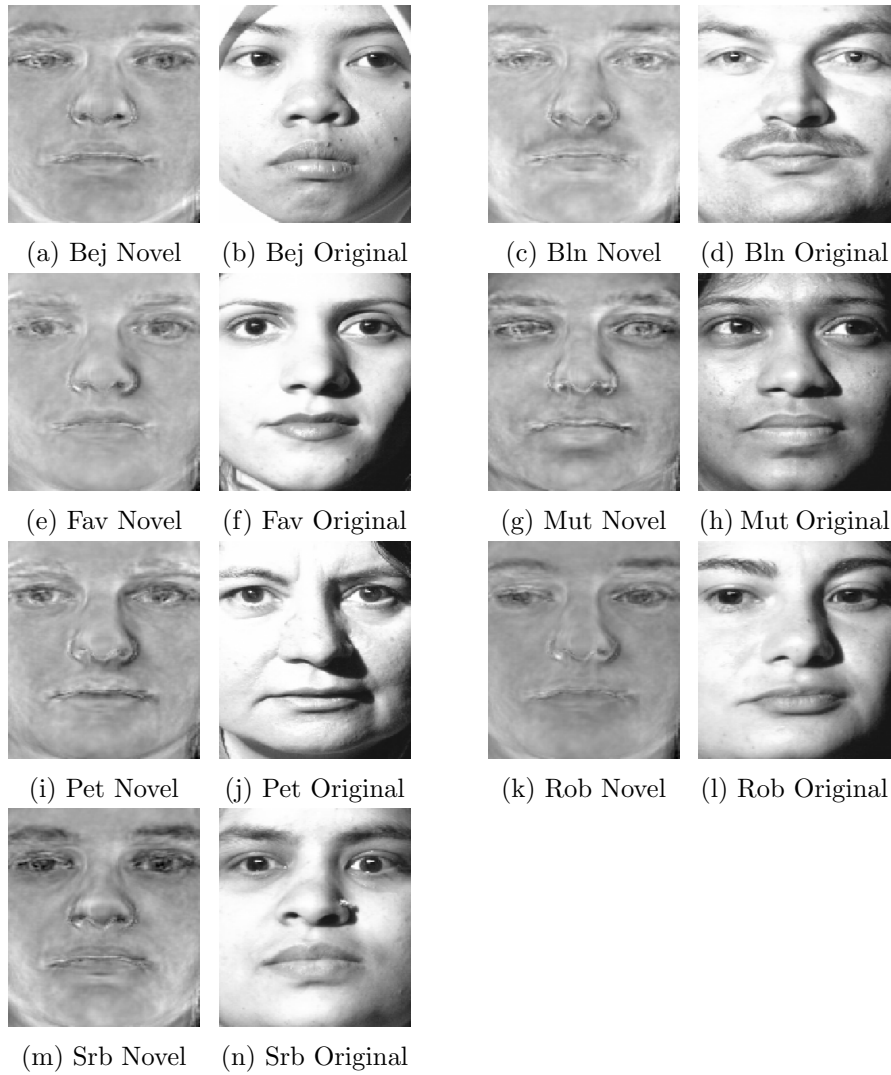 (a) Bej Novel (b) Bej Original (c) Bln Novel (d) Bln Original
(e) Fav Novel (f) Fav Original (g) Mut Novel (h) Mut Original
(i) Pet Novel (j) Pet Original (k) Rob Novel (l) Rob Original
(m) Srb Novel (n) Srb Original